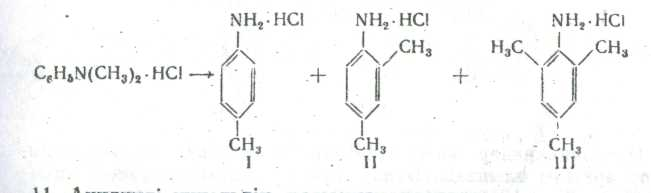 NH₂·HCl NH₂·HCl NH₂·HCl
CH₃ H₃C CH₃
C₆H₅N(CH₃)₂·HCl → + +
CH₃ CH₃ CH₃
I II III